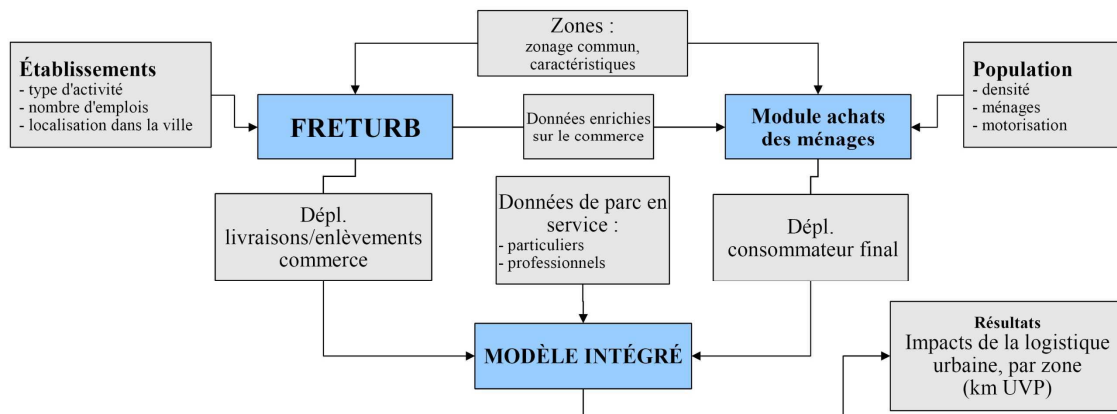 Zones :
zonage commun,
caractéristiques
Établissements
- type d'activité
- nombre d'emplois
- localisation dans la ville
FRETURB
Données enrichies
sur le commerce
Module achats
des ménages
Population
- densité
- ménages
- motorisation
Dépl.
livraisons/enlèvements
commerce
Données de parc en
service :
- particuliers
- professionnels
Dépl.
consommateur final
MODÈLE INTÉGRÉ
Résultats
Impacts de la logistique
urbaine, par zone
(km UVP)